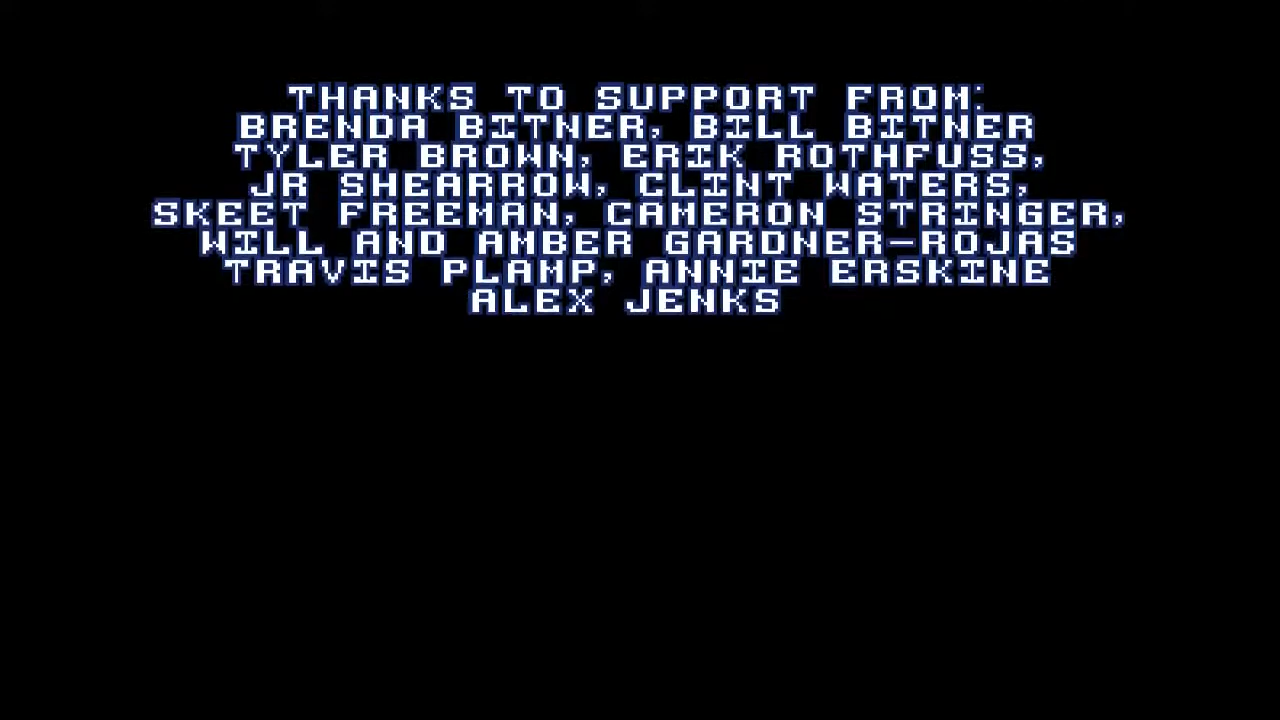 THANKS TO SUPPORT FROM:
BRENDA BITNER, BILL BITNER
TYLER BROWN, ERIK ROTHFUSS,
JR SHEARROW, CLINT WATERS,
SKEET FREEMAN, CAMERON STRINGER,
WILL AND AMBER GARDNER-ROJAS
TRAVIS PLAMP, ANNIE ERSKINE
ALEX JENKS